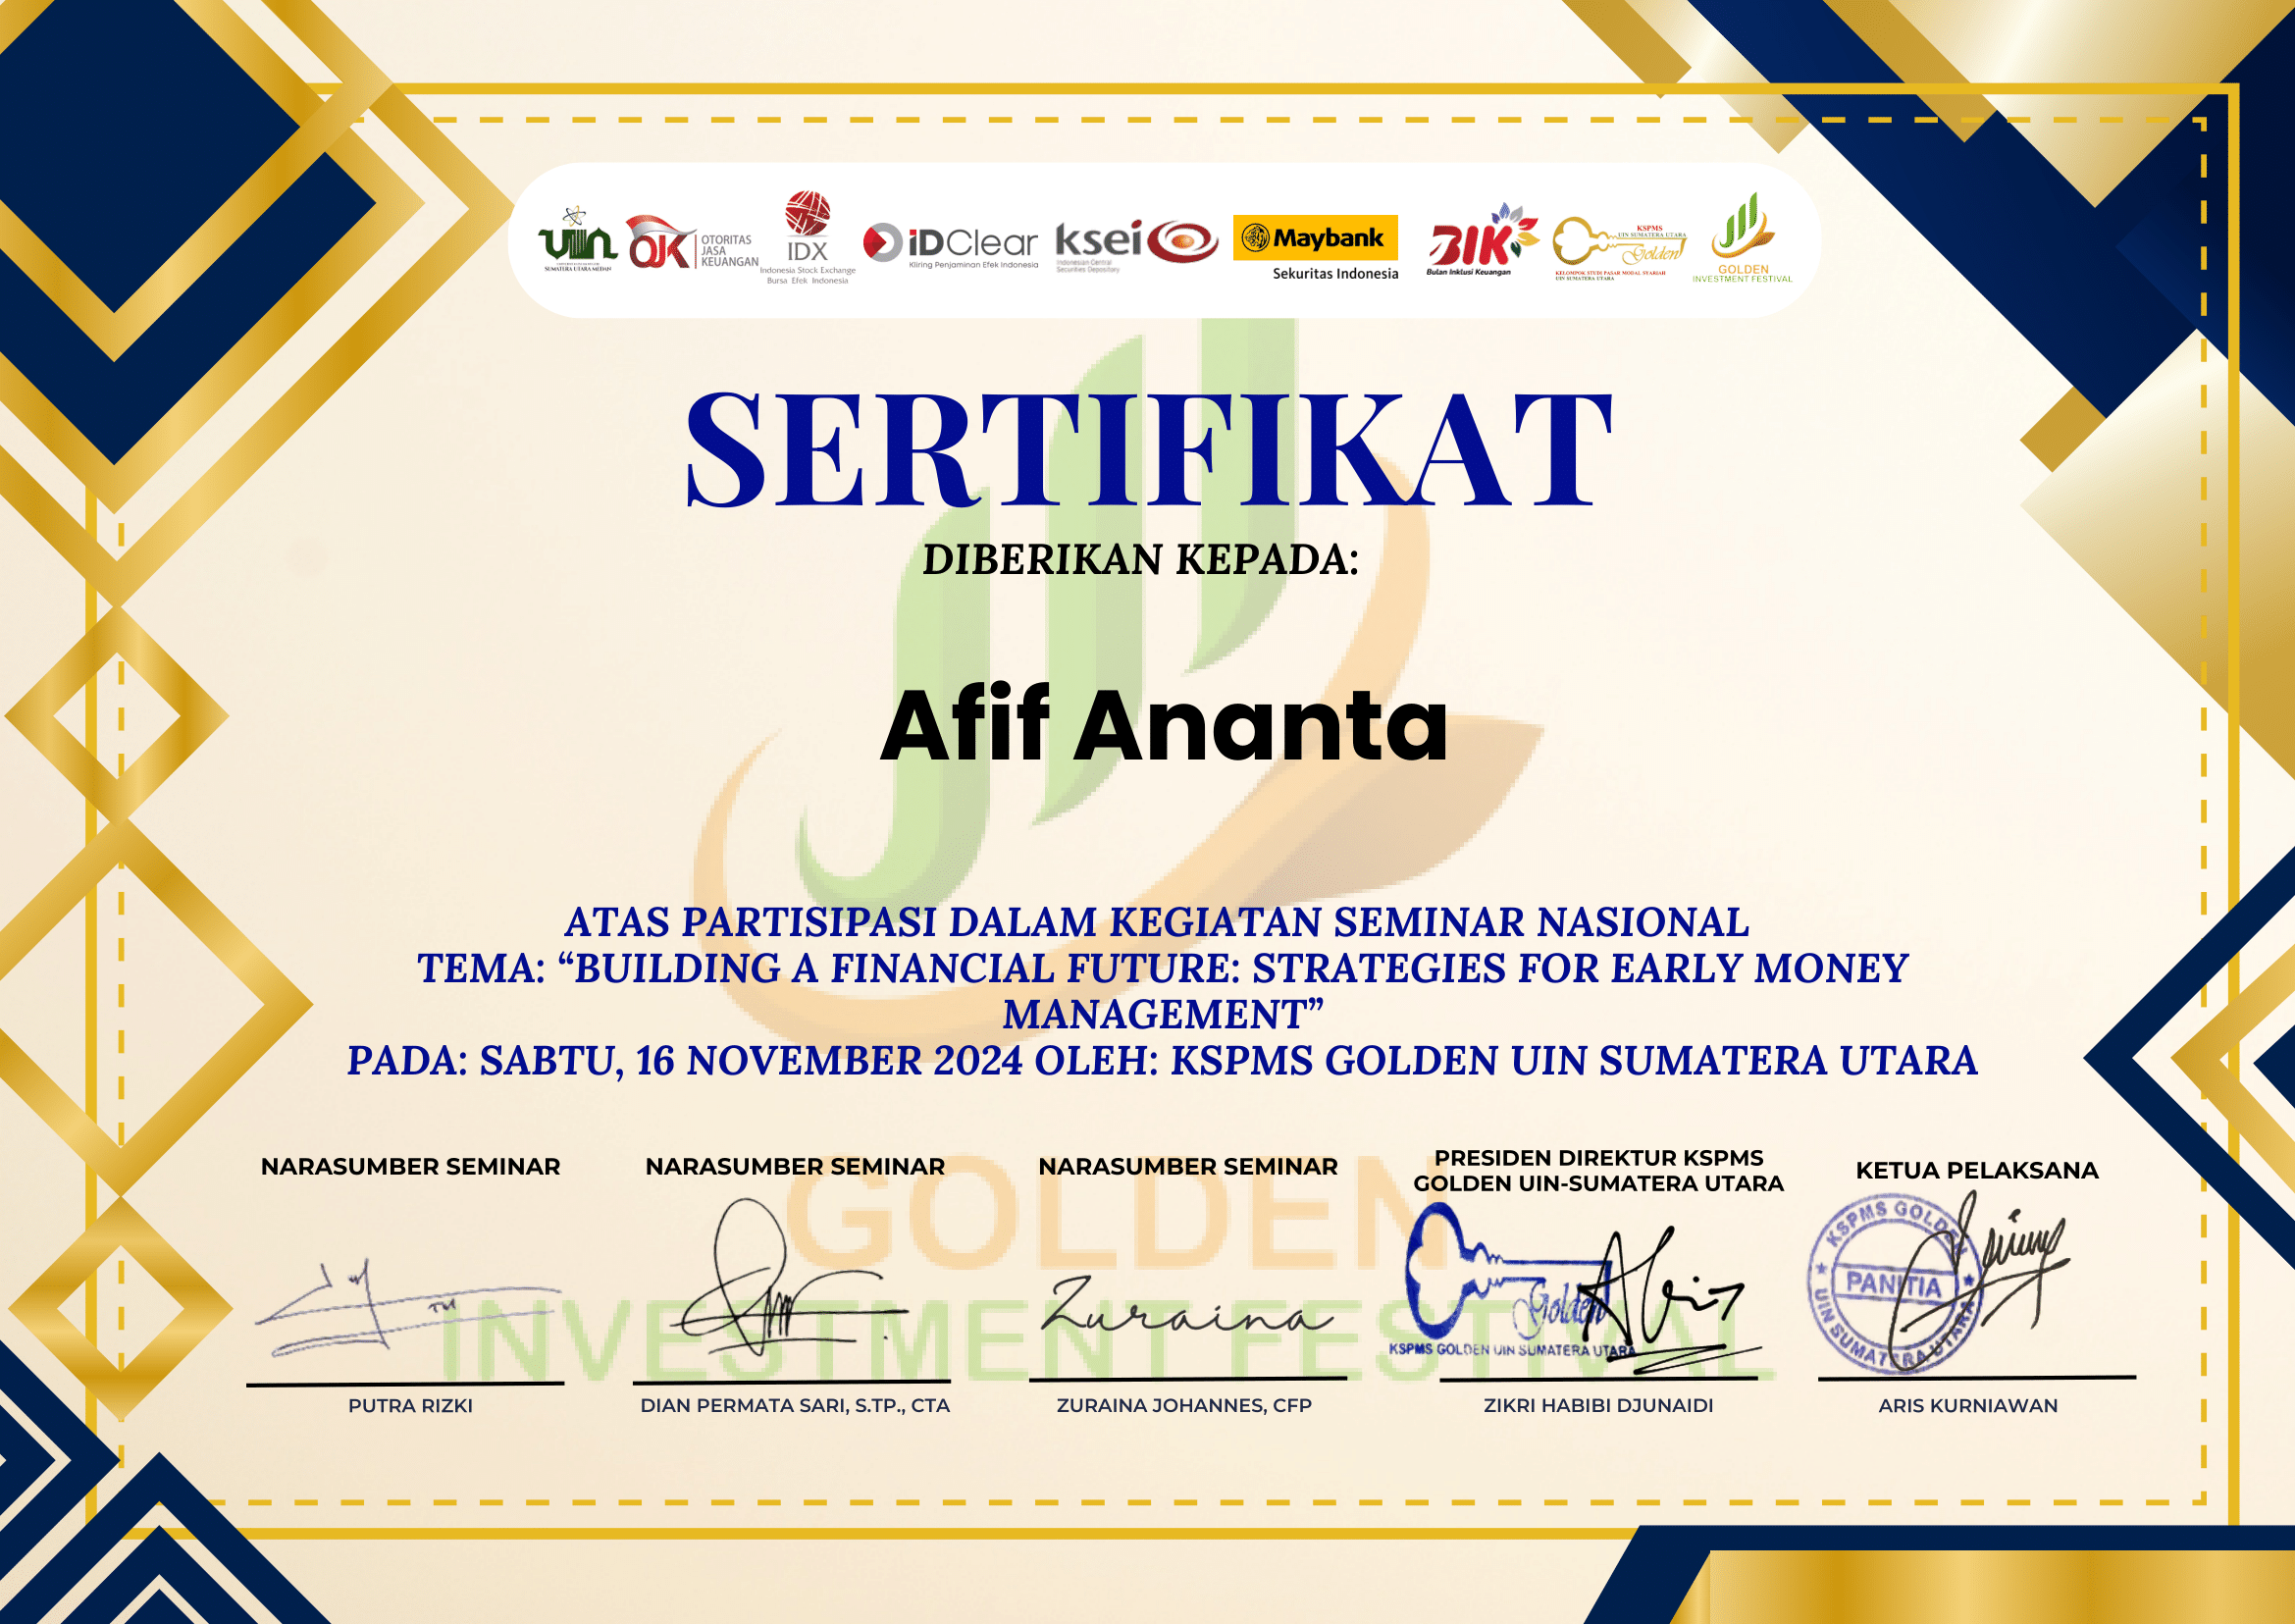 UIN
SUMATERA UTARA MEDAN
OJK OTORITAS
JASA
KEUANGAN
IDX
Indonesia Stock Exchange
Bursa Efek Indonesia
iDClear
Kliring Penjaminan Efek Indonesia
ksei
Indonesian Central
Securities Depository
Maybank
Sekuritas Indonesia
BIK
Bulan Inklusi Keuangan
KSPMS
UIN SUMATERA UTARA
Golden
KELOMPOK STUDI PASAR MODAL SYARIAH
UIN SUMATERA UTARA
GOLDEN
INVESTMENT FESTIVAL
SERTIFIKAT
DIBERIKAN KEPADA:
Afif Ananta
ATAS PARTISIPASI DALAM KEGIATAN SEMINAR NASIONAL
TEMA: “BUILDING A FINANCIAL FUTURE: STRATEGIES FOR EARLY MONEY
MANAGEMENT”
PADA: SABTU, 16 NOVEMBER 2024 OLEH: KSPMS GOLDEN UIN SUMATERA UTARA
GOLDEN
INVESTMENT FESTIVAL
NARASUMBER SEMINAR
PUTRA RIZKI
NARASUMBER SEMINAR
DIAN PERMATA SARI, S.TP., CTA
NARASUMBER SEMINAR
Zuraina
ZURAINA JOHANNES, CFP
PRESIDEN DIREKTUR KSPMS
GOLDEN UIN-SUMATERA UTARA
Golden
KSPMS GOLDEN UIN SUMATERA UTARA
ZIKRI HABIBI DJUNAIDI
KETUA PELAKSANA
KSPMS GOLDEN
PANITIA
UIN SUMATERA UTARA
ARIS KURNIAWAN